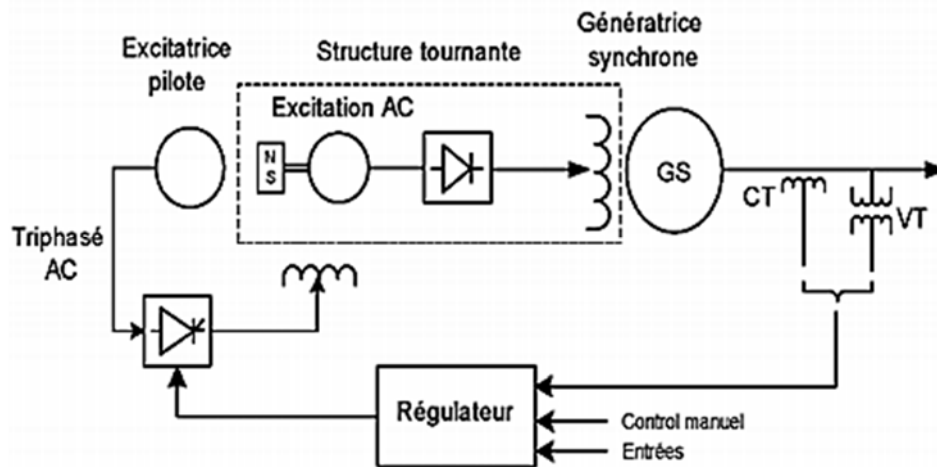 Excitatrice
pilote
Structure tournante
Génératrice
synchrone
Excitation AC
N
S
GS
CT
VT
Triphasé
AC
Régulateur
Control manuel
Entrées